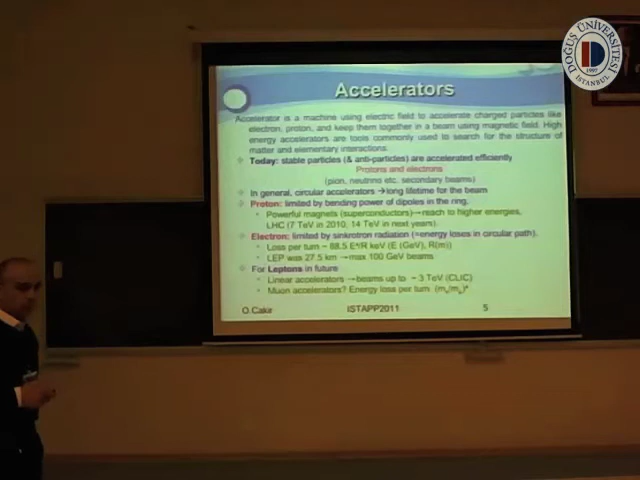 DOĞUŞ ÜNİVERSİTESİ
1997
İSTANBUL
Accelerators
Accelerator is a machine using electric field to accelerate charged particles like
electron, proton, and keep them together in a beam using magnetic field. High
energy accelerators are tools commonly used to search for the structure of
matter and elementary interactions.
Today: stable particles (& anti-particles) are accelerated efficiently
Protons and electrons
(pion, neutrino etc. secondary beams)
In general, circular accelerators →long lifetime for the beam
Proton: limited by bending power of dipoles in the ring.
Powerful magnets (superconductors)→reach to higher energies,
LHC (7 TeV in 2010, 14 TeV in next years).
Electron: limited by sinkrotron radiation (=energy loses in circular path).
Loss per turn ~ 88.5 E⁴/R keV (E (GeV), R(m))
LEP was 27.5 km→max 100 GeV beams
For Leptons in future
Linear accelerators →beams up to ~ 3 TeV (CLIC)
Muon accelerators? Energy loss per turn
O.Cakir
ISTAPP2011
5